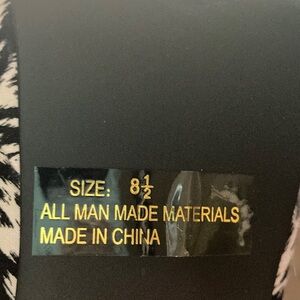 SIZE: 8½
ALL MAN MADE MATERIALS
MADE IN CHINA